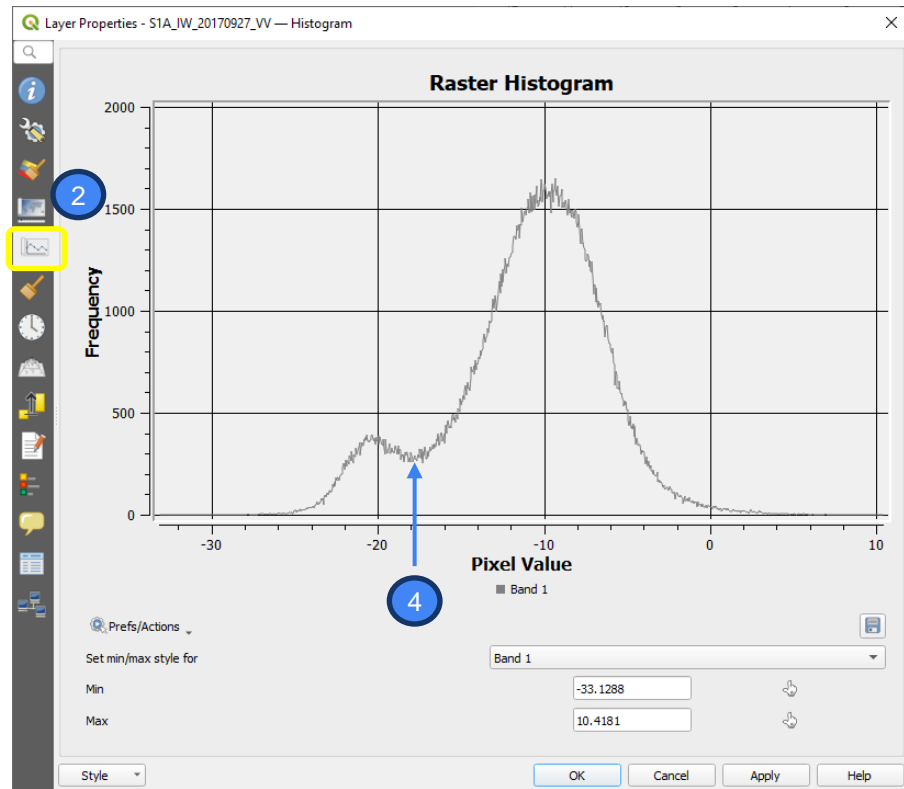 Layer Properties - S1A_IW_20170927_VV — Histogram
Raster Histogram
2000
2
1500
1000
500
0
Frequency
-30
-20
-10
0
10
Pixel Value
Band 1
4
Prefs/Actions
Set min/max style for
Band 1
Min
-33.1288
Max
10.4181
Style
OK
Cancel
Apply
Help